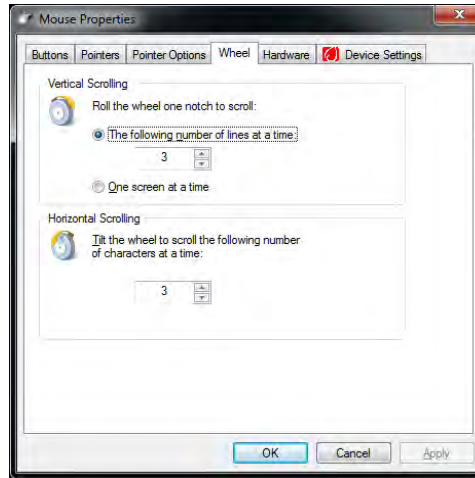 Mouse Properties
Buttons Pointers Pointer Options Wheel Hardware Device Settings
Vertical Scrolling
Roll the wheel one notch to scroll:
The following number of lines at a time:
3
One screen at a time
Horizontal Scrolling
Tilt the wheel to scroll the following number
of characters at a time:
3
OK Cancel Apply